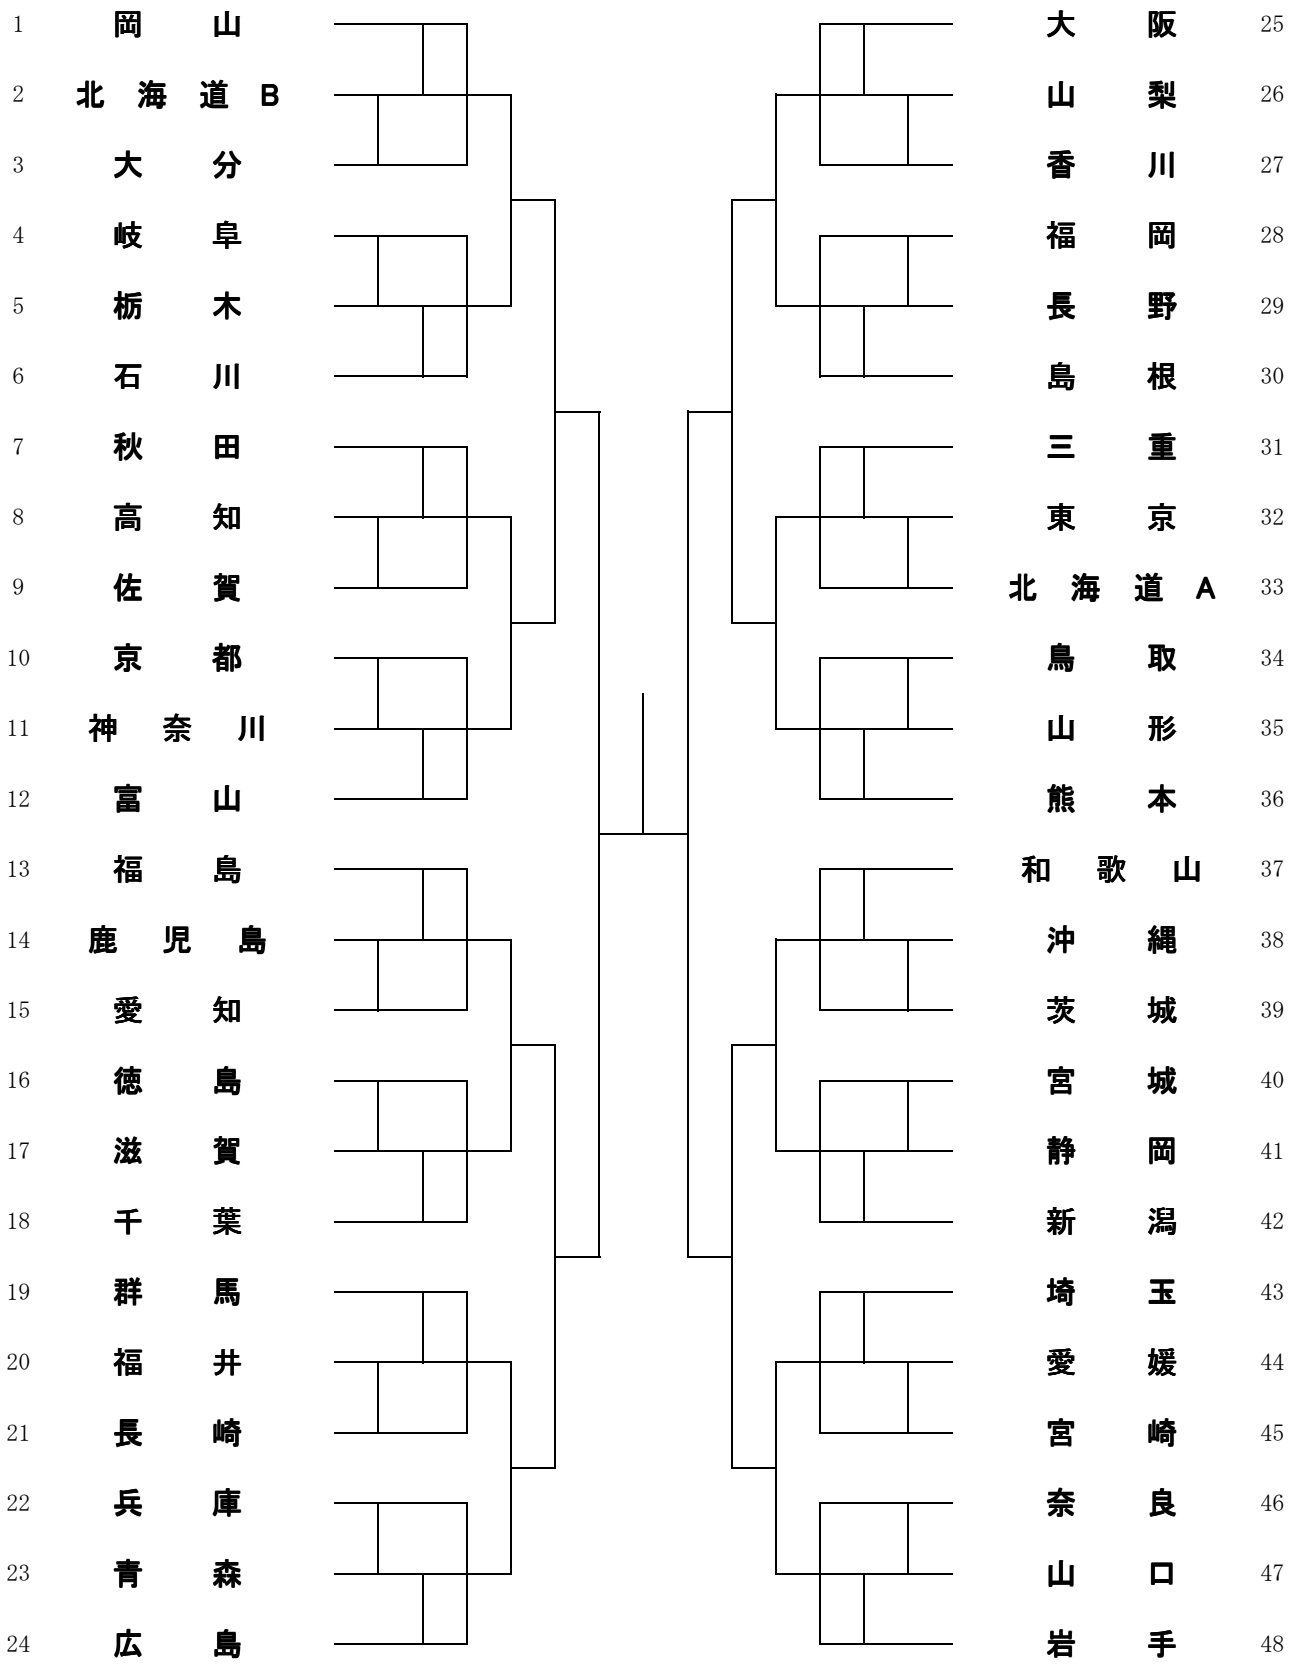 1 岡山 大阪 25
2 北海道B 山梨 26
3 大分 香川 27
4 岐阜 福岡 28
5 栃木 長野 29
6 石川 島根 30
7 秋田 三重 31
8 高知 東京 32
9 佐賀 北海道A 33
10 京都 鳥取 34
11 神奈川 山形 35
12 富山 熊本 36
13 福島 和歌山 37
14 鹿児島 沖縄 38
15 愛知 茨城 39
16 徳島 宮城 40
17 滋賀 静岡 41
18 千葉 新潟 42
19 群馬 埼玉 43
20 福井 愛媛 44
21 長崎 宮崎 45
22 兵庫 奈良 46
23 青森 山口 47
24 広島 岩手 48